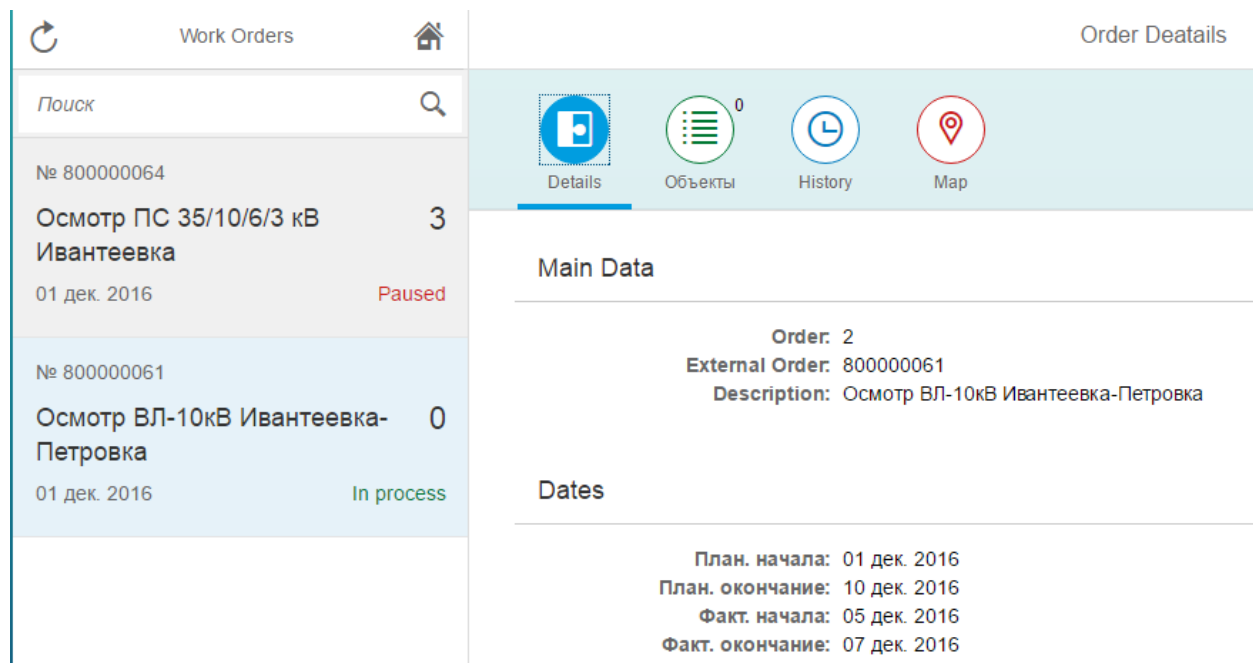 Work Orders
Поиск
№ 800000064
Осмотр ПС 35/10/6/3 кВ 3
Ивантеевка
01 дек. 2016 Paused
№ 800000061
Осмотр ВЛ-10кВ Ивантеевка- 0
Петровка
01 дек. 2016 In process
Order Deatails
0
Details Объекты History Map
Main Data
Order: 2
External Order: 800000061
Description: Осмотр ВЛ-10кВ Ивантеевка-Петровка
Dates
План. начала: 01 дек. 2016
План. окончание: 10 дек. 2016
Факт. начала: 05 дек. 2016
Факт. окончание: 07 дек. 2016